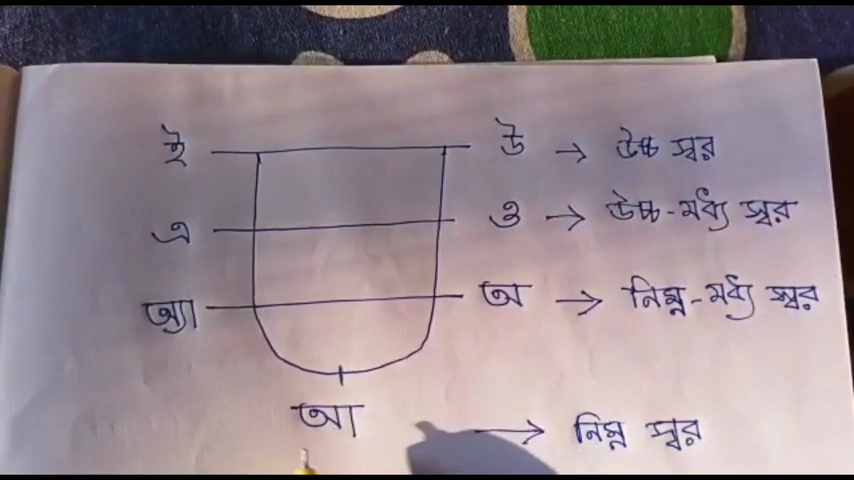 ই উ → উচ্চ স্বর
এ ও → উচ্চ-মধ্য স্বর
অ্যা অ → নিম্ন-মধ্য স্বর
আ → নিম্ন স্বর